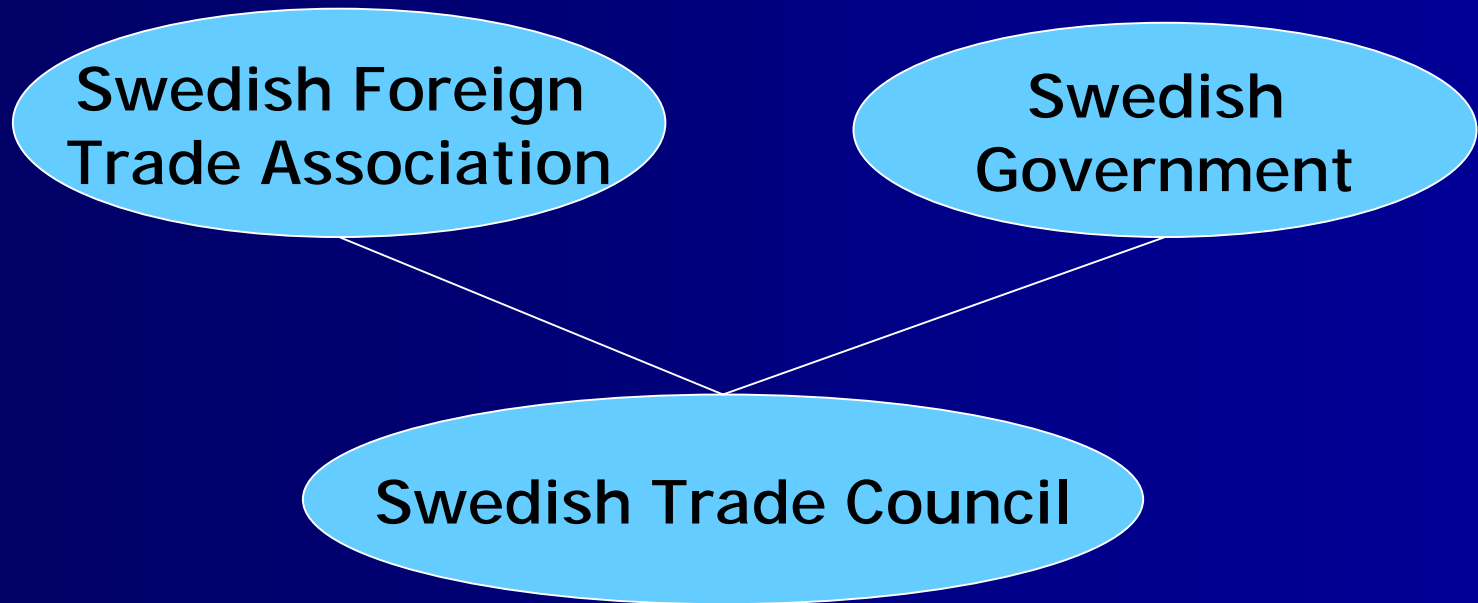 Swedish Foreign
Trade Association
Swedish
Government
Swedish Trade Council